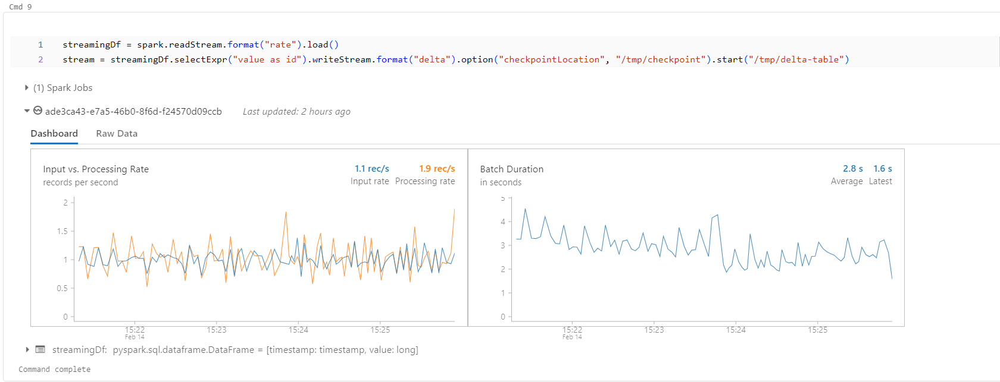 Cmd 9
1 streamingDf = spark.readStream.format("rate").load()
2 stream = streamingDf.selectExpr("value as id").writeStream.format("delta").option("checkpointLocation", "/tmp/checkpoint").start("/tmp/delta-table")
(1) Spark Jobs
ade3ca43-e7a5-46b0-8f6d-f24570d09ccb Last updated: 2 hours ago
Dashboard Raw Data
Input vs. Processing Rate 1.1 rec/s 1.9 rec/s
records per second Input rate Processing rate
2
1.5
1
0.5
0
15:22 15:23 15:24 15:25
Feb 14
Batch Duration 2.8 s 1.6 s
in seconds Average Latest
5
4
3
2
1
0
15:22 15:23 15:24 15:25
Feb 14
streamingDf: pyspark.sql.dataframe.DataFrame = [timestamp: timestamp, value: long]
Command complete